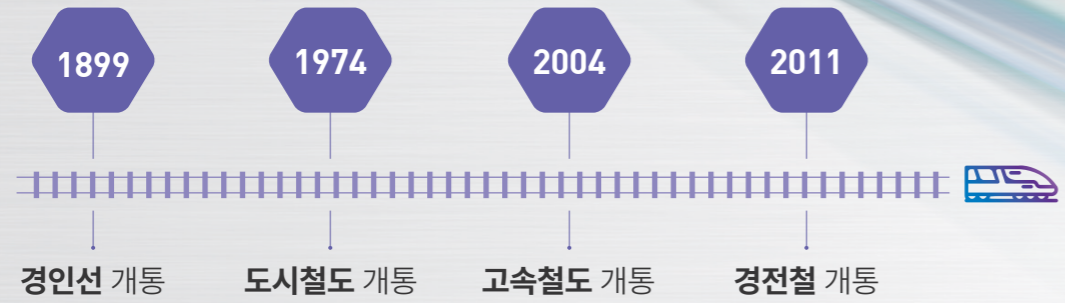 1899
1974
2004
2011
경인선 개통
도시철도 개통
고속철도 개통
경전철 개통